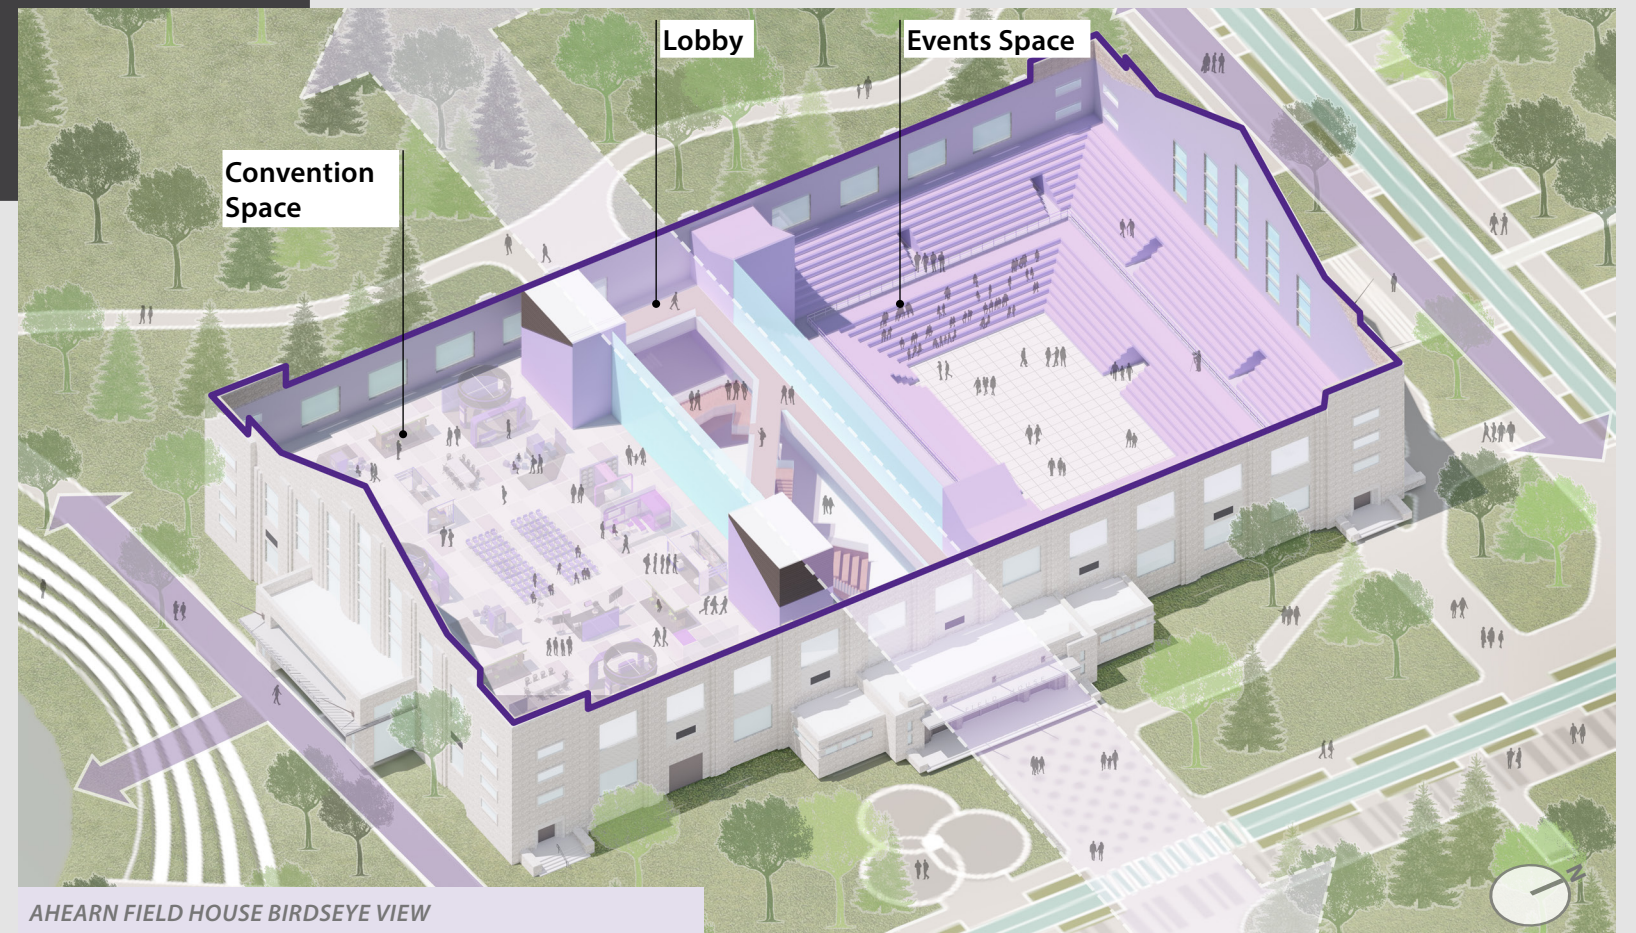 Lobby
Events Space
Convention
Space
AHEARN FIELD HOUSE BIRDSEYE VIEW
N